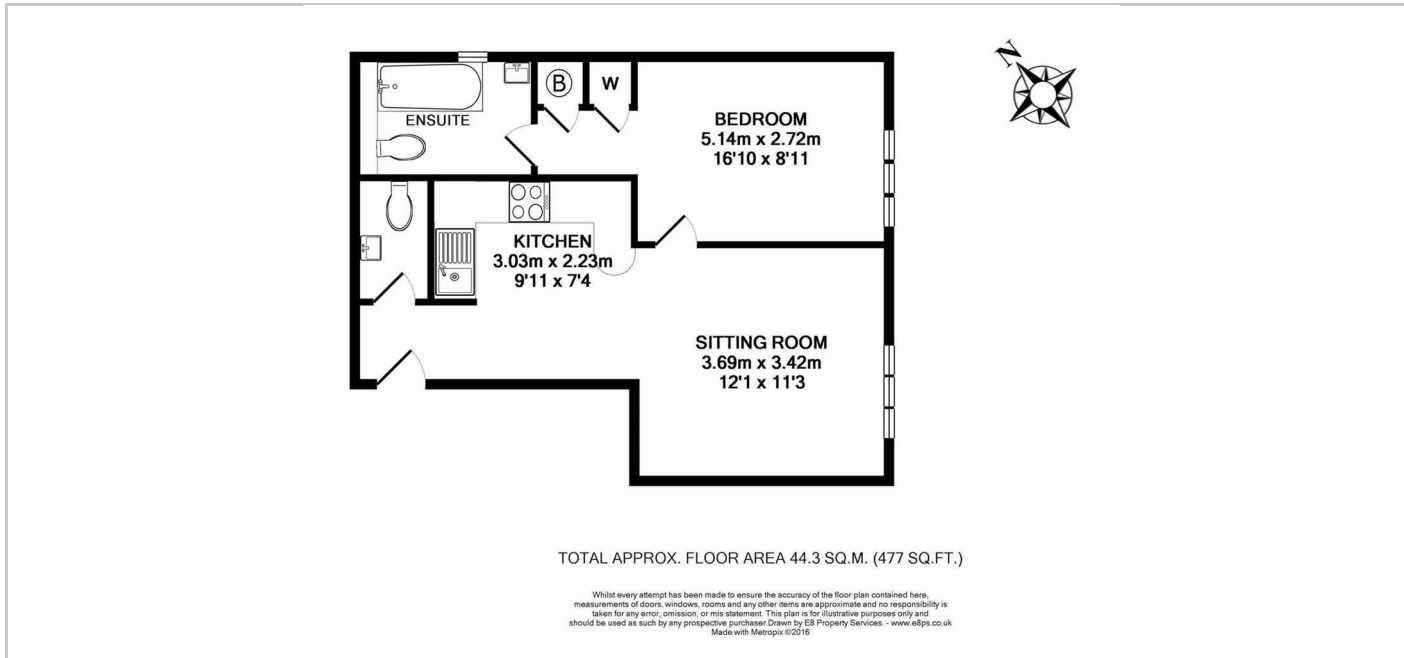 N
B
W
ENSUITE
BEDROOM
5.14m x 2.72m
16'10 x 8'11
KITCHEN
3.03m x 2.23m
9'11 x 7'4
SITTING ROOM
3.69m x 3.42m
12'1 x 11'3
TOTAL APPROX. FLOOR AREA 44.3 SQ.M. (477 SQ.FT.)
Whilst every attempt has been made to ensure the accuracy of the floor plan contained here,
measurements of doors, windows, rooms and any other items are approximate and no responsibility is
taken for any error, omission, or mis statement. This plan is for illustrative purposes only and
should be used as such by any prospective purchaser.Drawn by E8 Property Services. - www.e8ps.co.uk
Made with Metropix ©2016